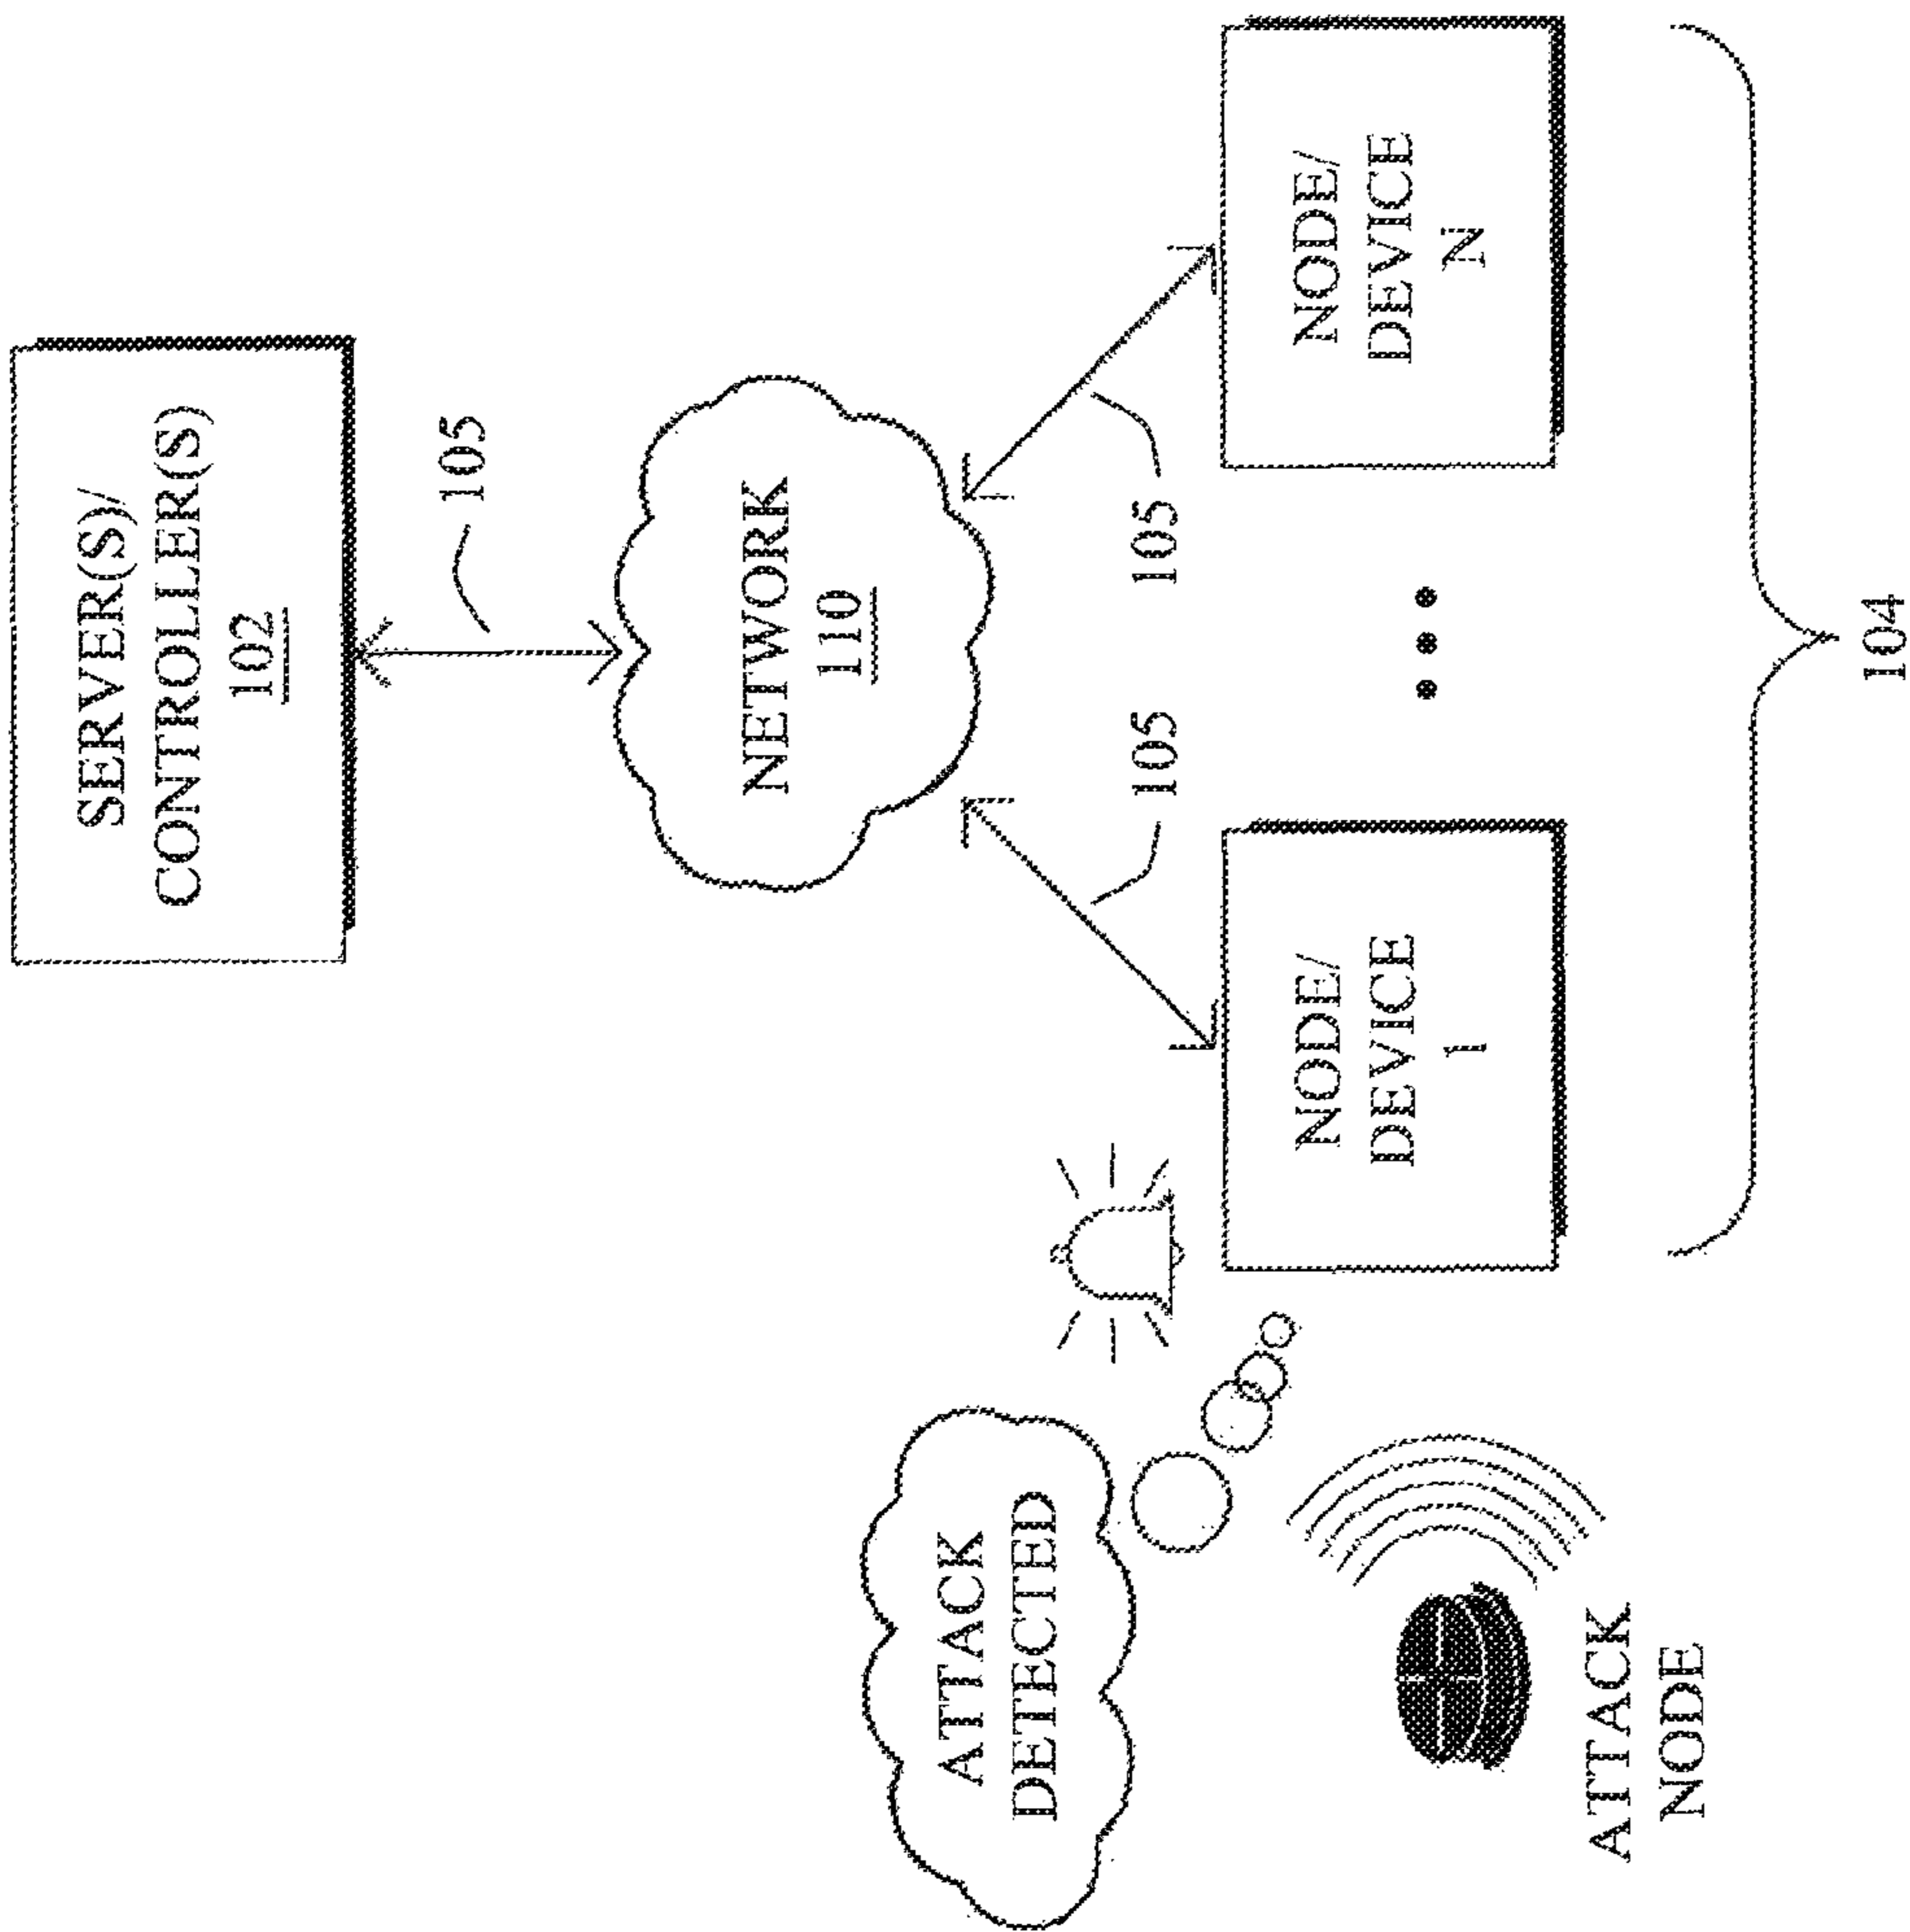 SERVER(S)/
CONTROLLER(S)
102
105
NETWORK
110
105
105
ATTACK
DETECTED
NODE/
DEVICE
1
NODE/
DEVICE
N
ATTACK
NODE
104